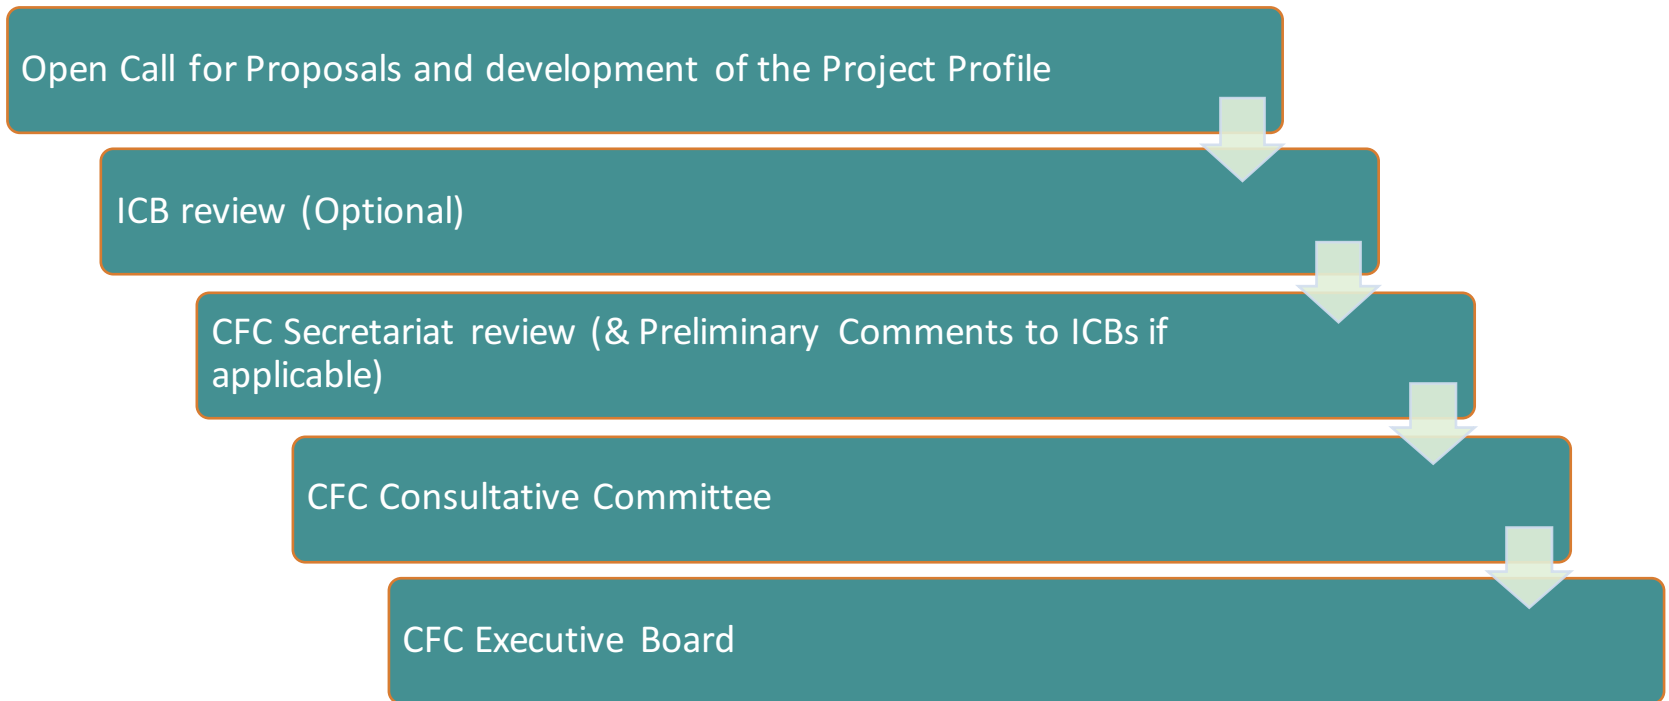 Open Call for Proposals and development of the Project Profile
ICB review (Optional)
CFC Secretariat review (& Preliminary Comments to ICBs if
applicable)
CFC Consultative Committee
CFC Executive Board